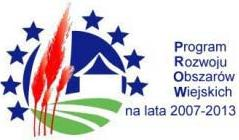 Program
Rozwoju
Obszarów
Wiejskich
na lata 2007-2013